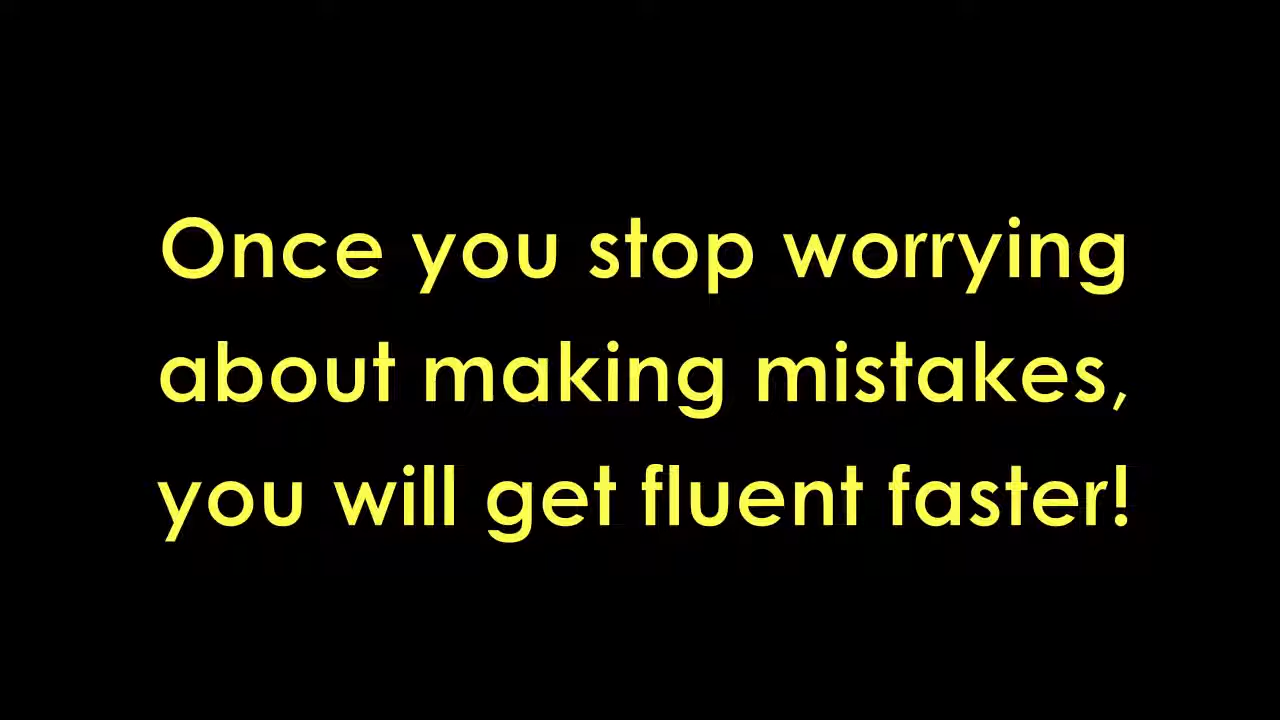 Once you stop worrying
about making mistakes,
you will get fluent faster!